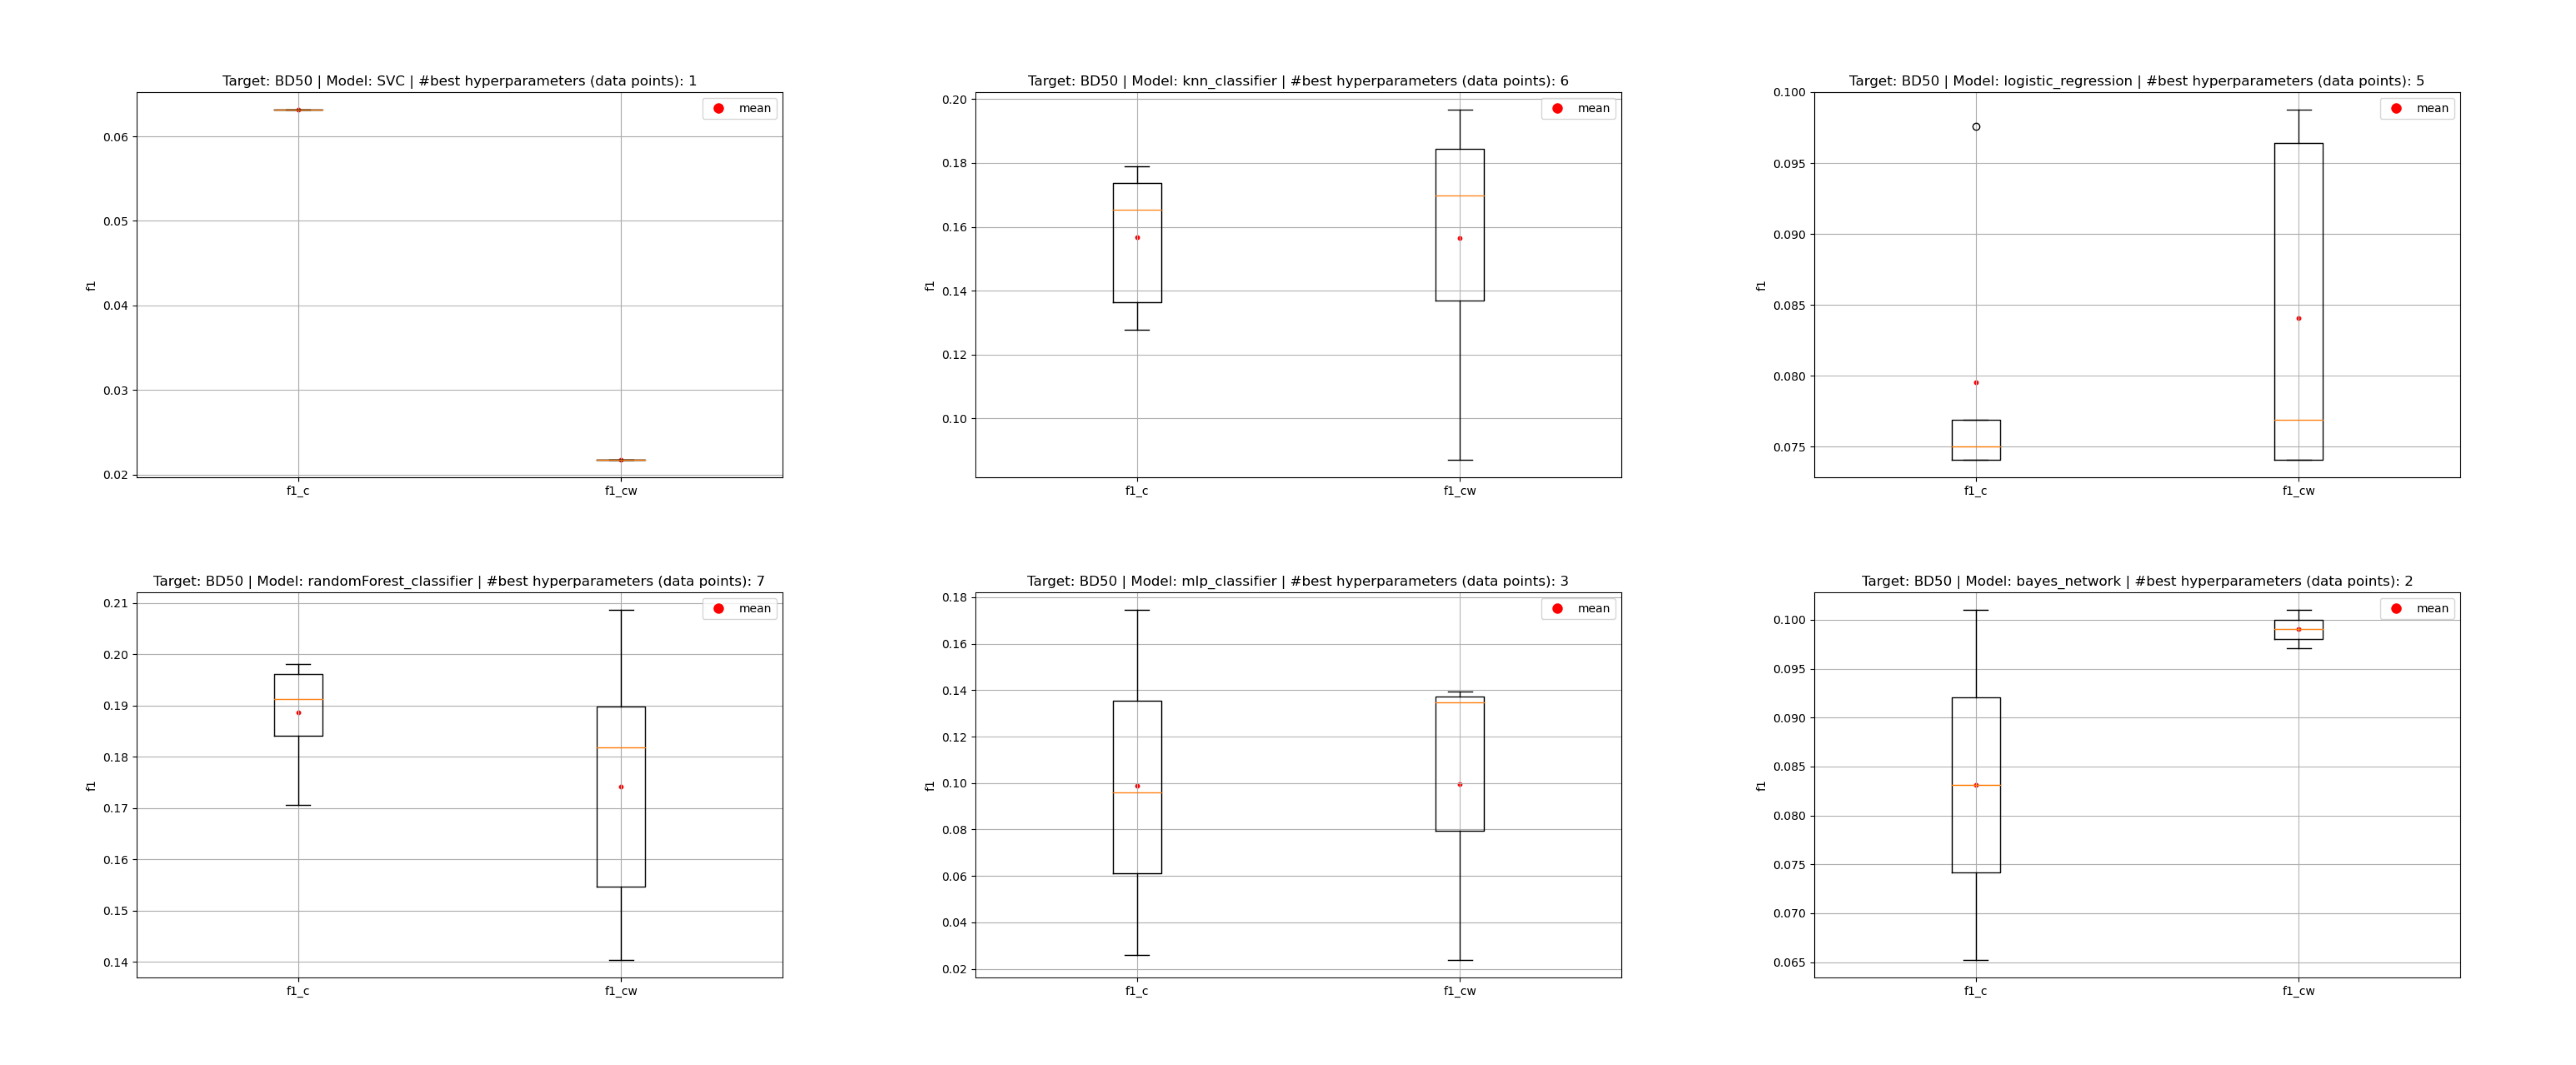 Target: BD50 | Model: SVC | #best hyperparameters (data points): 1
mean
0.06
0.05
0.04
0.03
0.02
f1
f1_c
f1_cw
Target: BD50 | Model: knn_classifier | #best hyperparameters (data points): 6
mean
0.20
0.18
0.16
0.14
0.12
0.10
f1
f1_c
f1_cw
Target: BD50 | Model: logistic_regression | #best hyperparameters (data points): 5
mean
0.100
0.095
0.090
0.085
0.080
0.075
f1
f1_c
f1_cw
Target: BD50 | Model: randomForest_classifier | #best hyperparameters (data points): 7
mean
0.21
0.20
0.19
0.18
0.17
0.16
0.15
0.14
f1
f1_c
f1_cw
Target: BD50 | Model: mlp_classifier | #best hyperparameters (data points): 3
mean
0.18
0.16
0.14
0.12
0.10
0.08
0.06
0.04
0.02
f1
f1_c
f1_cw
Target: BD50 | Model: bayes_network | #best hyperparameters (data points): 2
mean
0.100
0.095
0.090
0.085
0.080
0.075
0.070
0.065
f1
f1_c
f1_cw